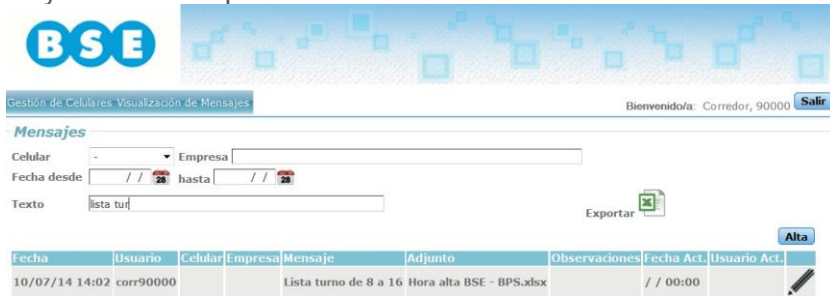 BSE
Gestión de Celulares Visualización de Mensajes
Bienvenido/a: Corredor, 90000 Salir
Mensajes
Celular - Empresa
Fecha desde / / 28 hasta / / 28
Texto lista tur
Exportar
Alta
Fecha Usuario Celular Empresa Mensaje Adjunto Observaciones Fecha Act. Usuario Act.
10/07/14 14:02 corr90000 Lista turno de 8 a 16 Hora alta BSE - BPS.xlsx / / 00:00